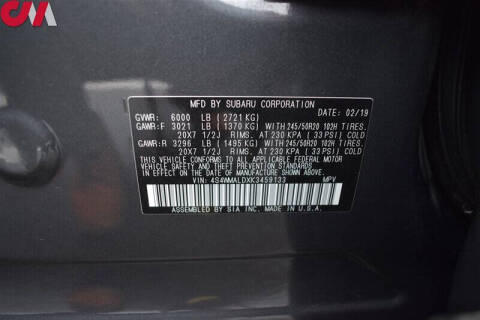 CM
MFD BY SUBARU CORPORATION
GVWR: 6000 LB (2721 KG) DATE: 02/19
GAWR:F 3021 LB (1370 KG) WITH 245/50R20 102H TIRES.
20X7 1/2J RIMS. AT 230 KPA (33 PSI) COLD
GAWR:R 3296 LB (1495 KG) WITH 245/50R20 102H TIRES.
20X7 1/2J RIMS. AT 230 KPA (33 PSI) COLD
THIS VEHICLE CONFORMS TO ALL APPLICABLE FEDERAL MOTOR
VEHICLE SAFETY AND THEFT PREVENTION STANDARDS IN EFFECT
ON THE DATE OF MANUFACTURE SHOWN ABOVE.
VIN: 4S4WMALDXK3459133 MPV
ASSEMBLED BY SIA INC. MADE IN U.S.A.